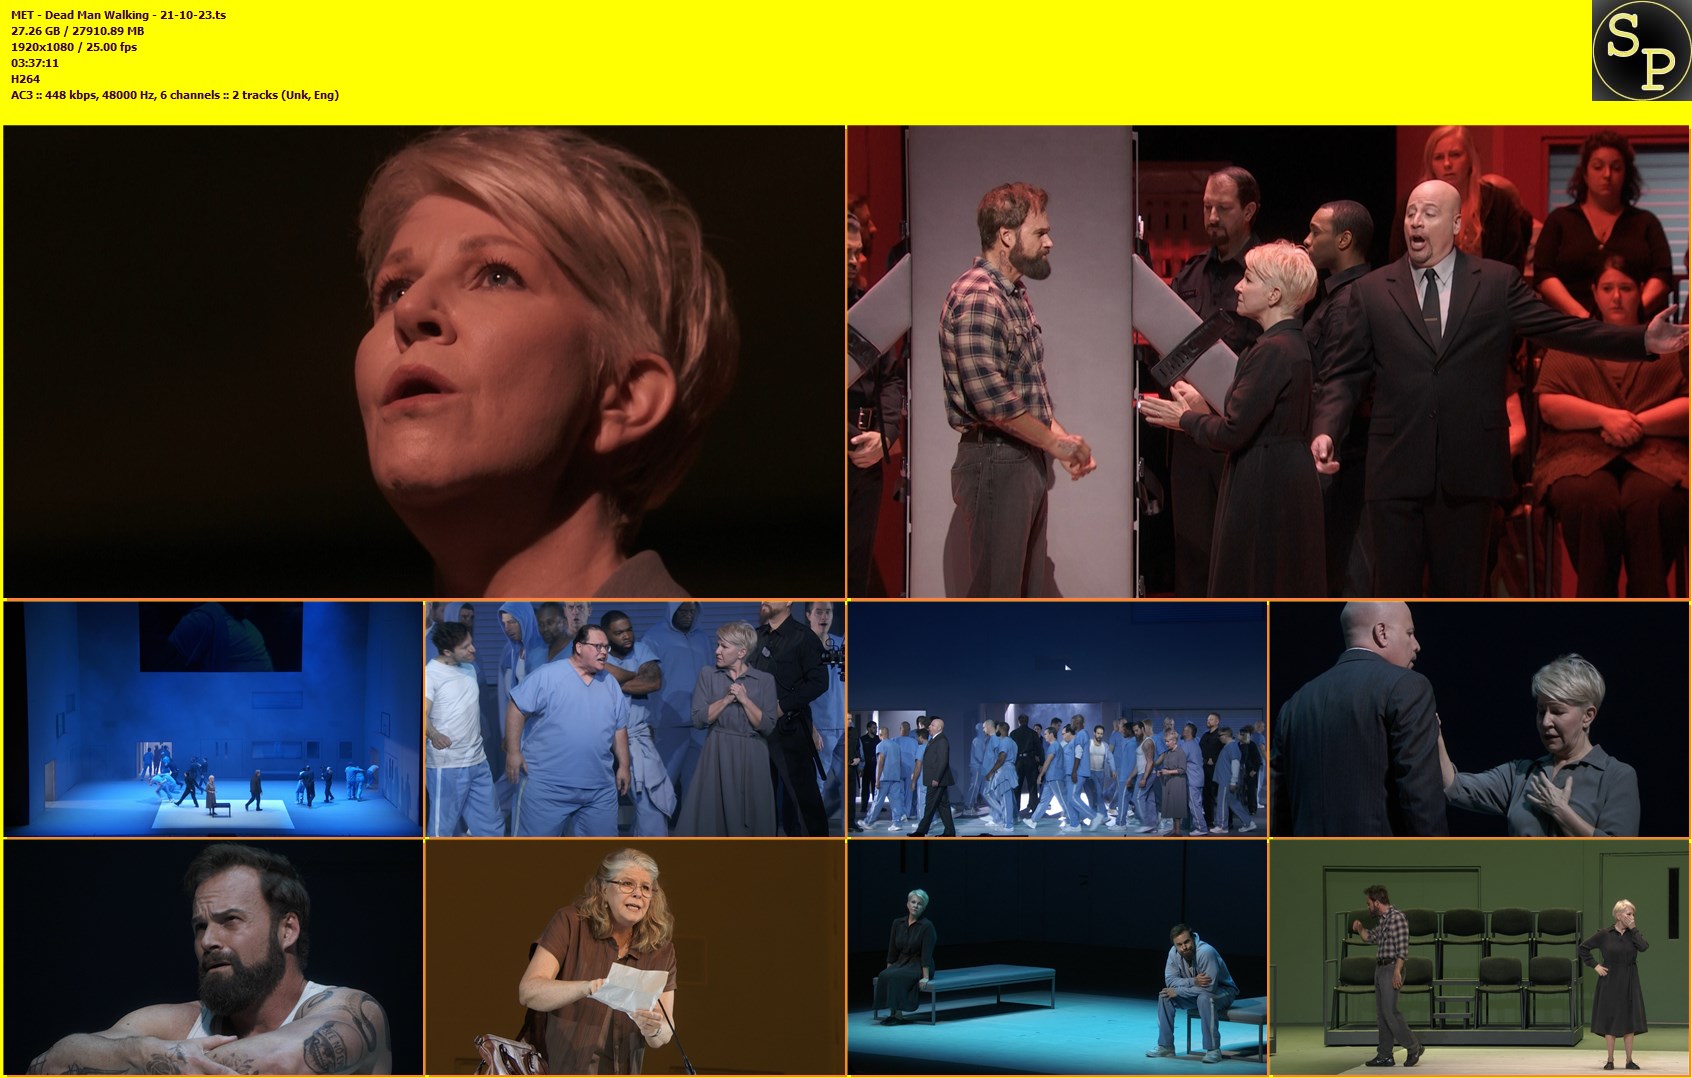 MET - Dead Man Walking - 21-10-23.ts
27.26 GB / 27910.89 MB
1920x1080 / 25.00 fps
03:37:11
H264
AC3 :: 448 kbps, 48000 Hz, 6 channels :: 2 tracks (Unk, Eng)
SP